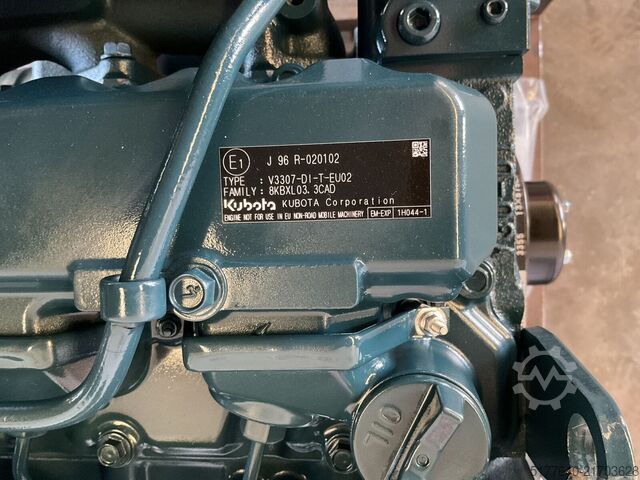 E1 J 96 R-020102
TYPE : V3307-DI-T-EU02
FAMILY: 8KBXL03.3CAD
Kubota KUBOTA Corporation
ENGINE NOT FOR USE IN EU NON-ROAD MOBILE MACHINERY EM-EXP 1H044-1
OIL